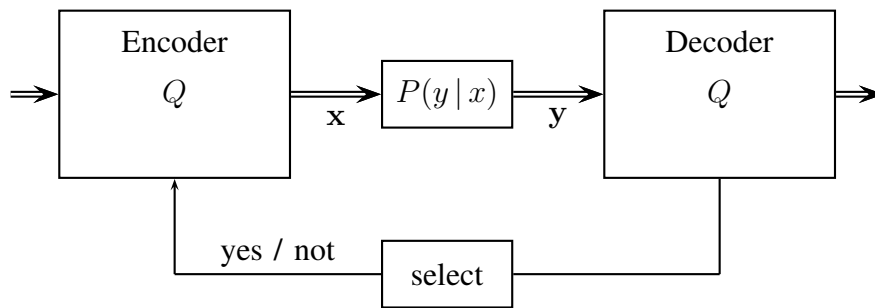 Encoder
Q
x
P(y | x)
y
Decoder
Q
yes / not
select